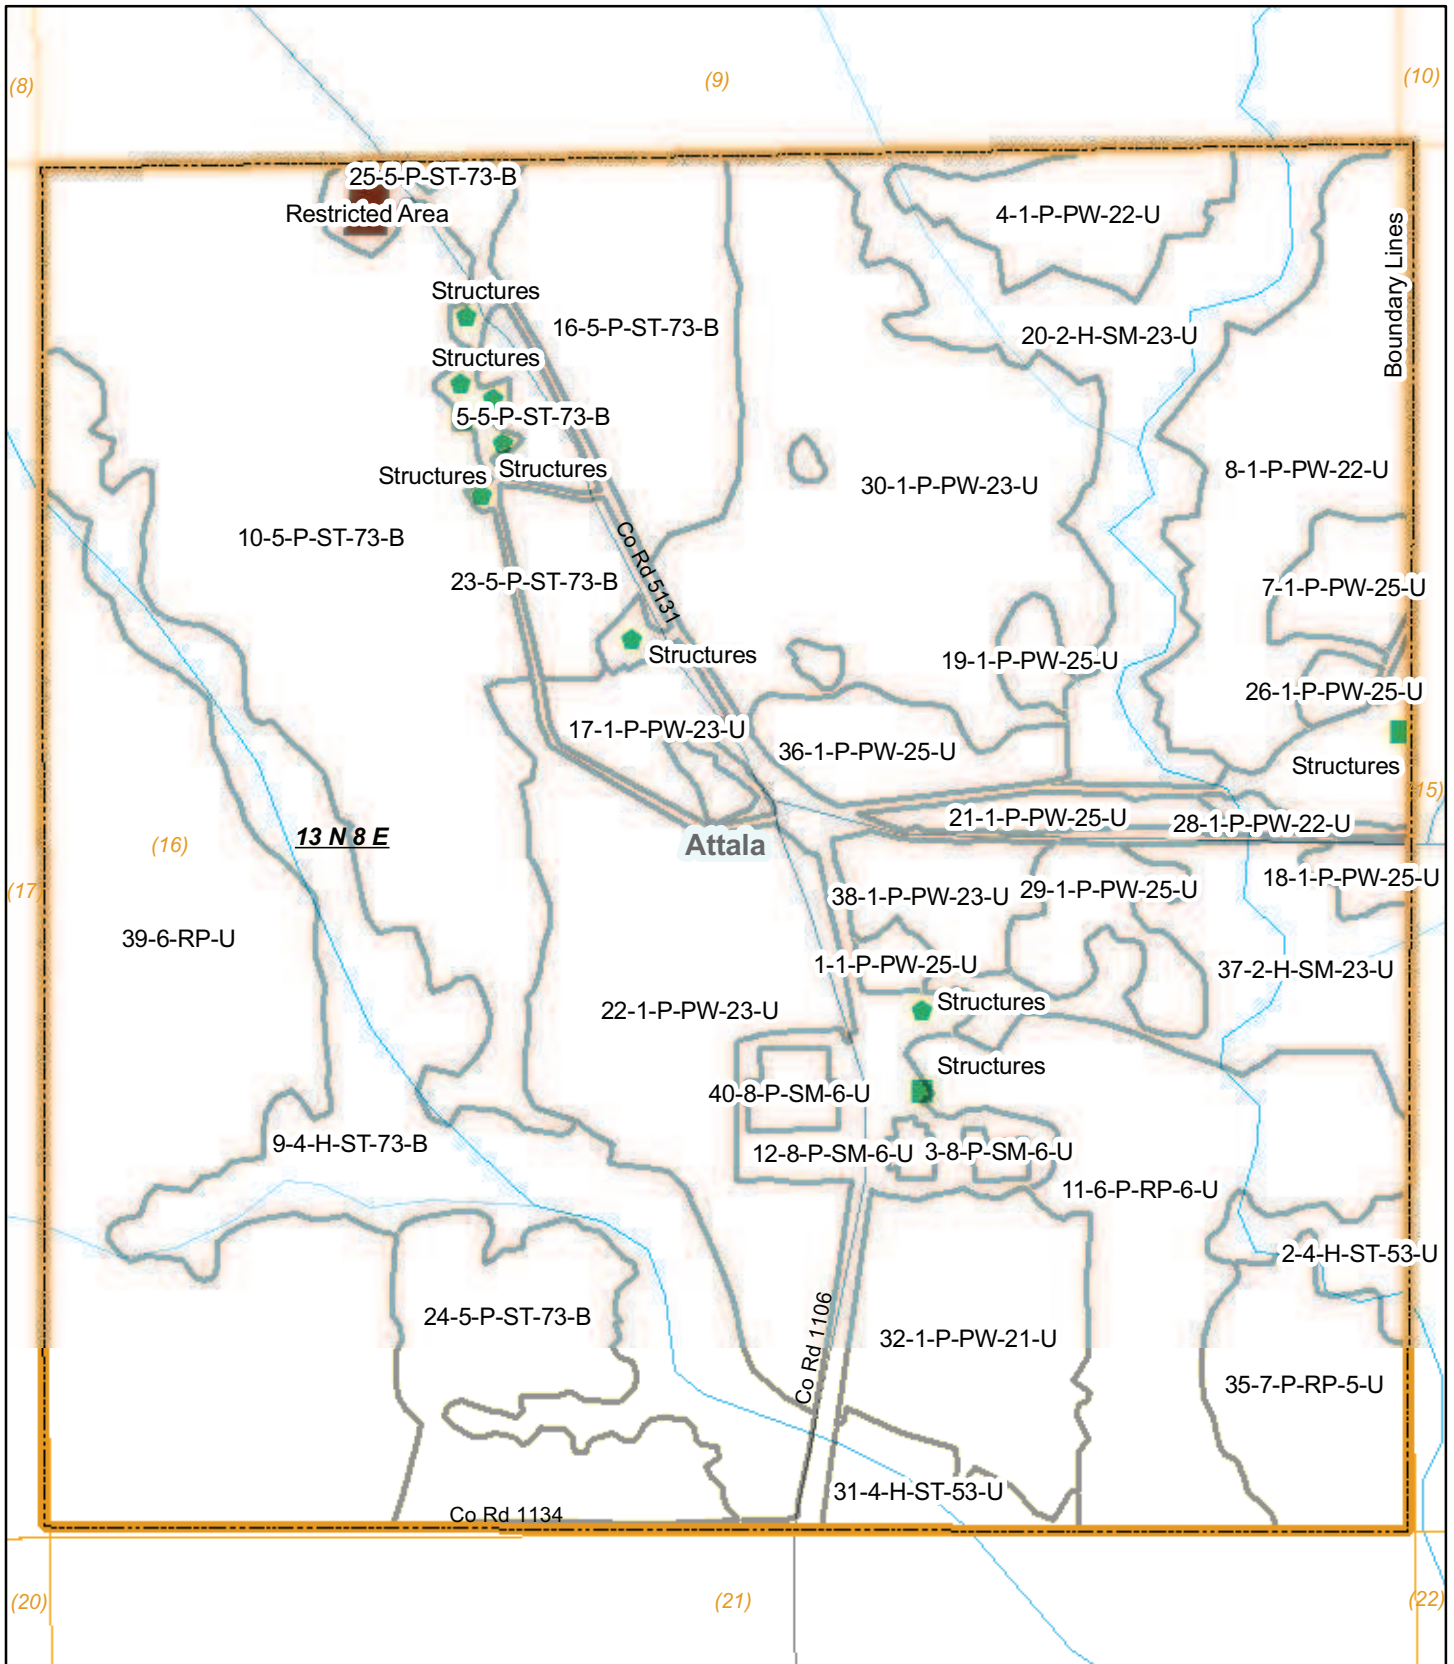 (8)
(9)
(10)
25-5-P-ST-73-B
Restricted Area
4-1-P-PW-22-U
Boundary Lines
Structures
16-5-P-ST-73-B
20-2-H-SM-23-U
Structures
5-5-P-ST-73-B
Structures
Structures
8-1-P-PW-22-U
30-1-P-PW-23-U
10-5-P-ST-73-B
Co Rd 5131
23-5-P-ST-73-B
7-1-P-PW-25-U
Structures
19-1-P-PW-25-U
26-1-P-PW-25-U
17-1-P-PW-23-U
36-1-P-PW-25-U
Structures
(15)
21-1-P-PW-25-U
28-1-P-PW-22-U
(16)
13 N 8 E
Attala
18-1-P-PW-25-U
(17)
38-1-P-PW-23-U
29-1-P-PW-25-U
39-6-RP-U
1-1-P-PW-25-U
37-2-H-SM-23-U
22-1-P-PW-23-U
Structures
Structures
40-8-P-SM-6-U
9-4-H-ST-73-B
12-8-P-SM-6-U
3-8-P-SM-6-U
11-6-P-RP-6-U
2-4-H-ST-53-U
24-5-P-ST-73-B
Co Rd 1106
32-1-P-PW-21-U
35-7-P-RP-5-U
31-4-H-ST-53-U
Co Rd 1134
(20)
(21)
(22)